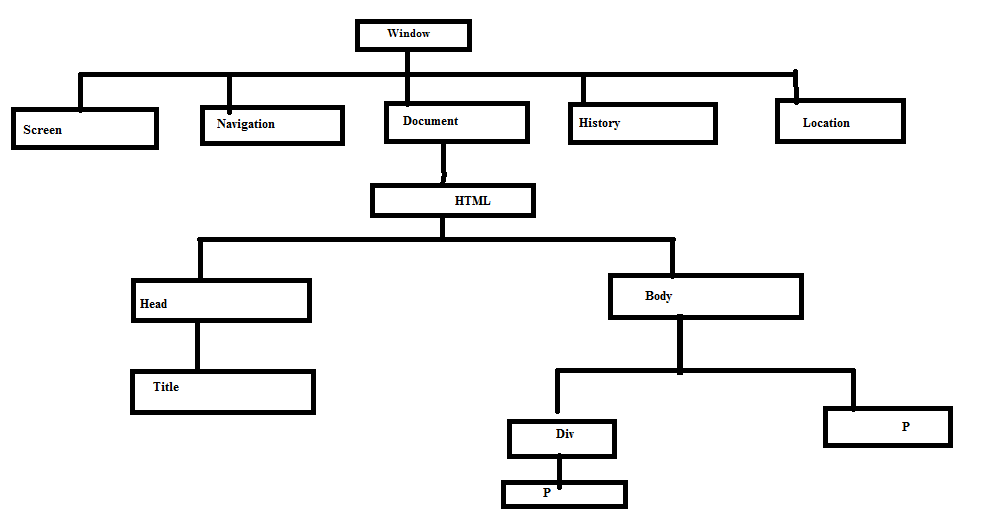 Window
Screen
Navigation
Document
History
Location
HTML
Head
Body
Title
Div
P
P